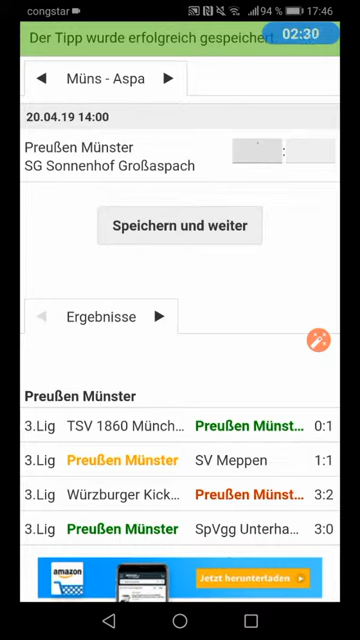 congstar 94 % 17:46
Der Tipp wurde erfolgreich gespeichert.
02:30
Müns - Aspa
20.04.19 14:00
Preußen Münster
:
SG Sonnenhof Großaspach
Speichern und weiter
Ergebnisse
Preußen Münster
3.Lig TSV 1860 Münch... Preußen Münst... 0:1
3.Lig Preußen Münster SV Meppen 1:1
3.Lig Würzburger Kick... Preußen Münst... 3:2
3.Lig Preußen Münster SpVgg Unterha... 3:0
amazon
Jetzt herunterladen